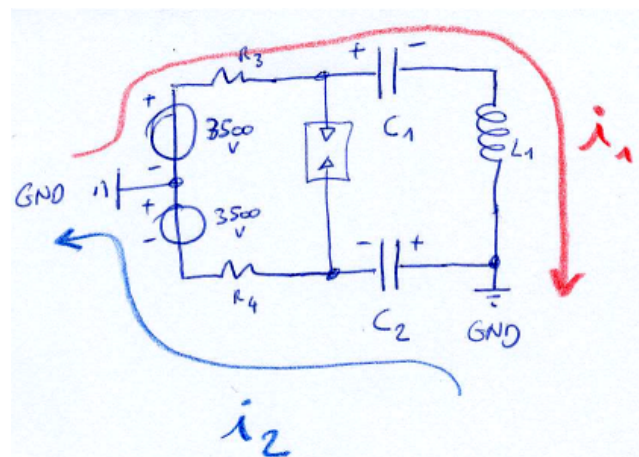 R3
+ -
C1
+
3500
V
-
L1
i1
GND
+
3500
V
-
- +
R4
C2
GND
i2